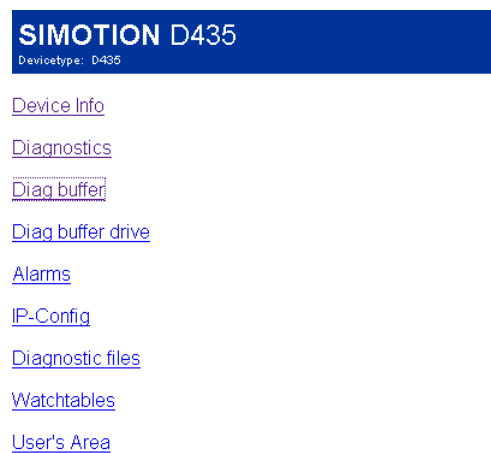 SIMOTION D435
Devicetype: D435
Device Info
Diagnostics
Diag buffer
Diag buffer drive
Alarms
IP-Config
Diagnostic files
Watchtables
User's Area